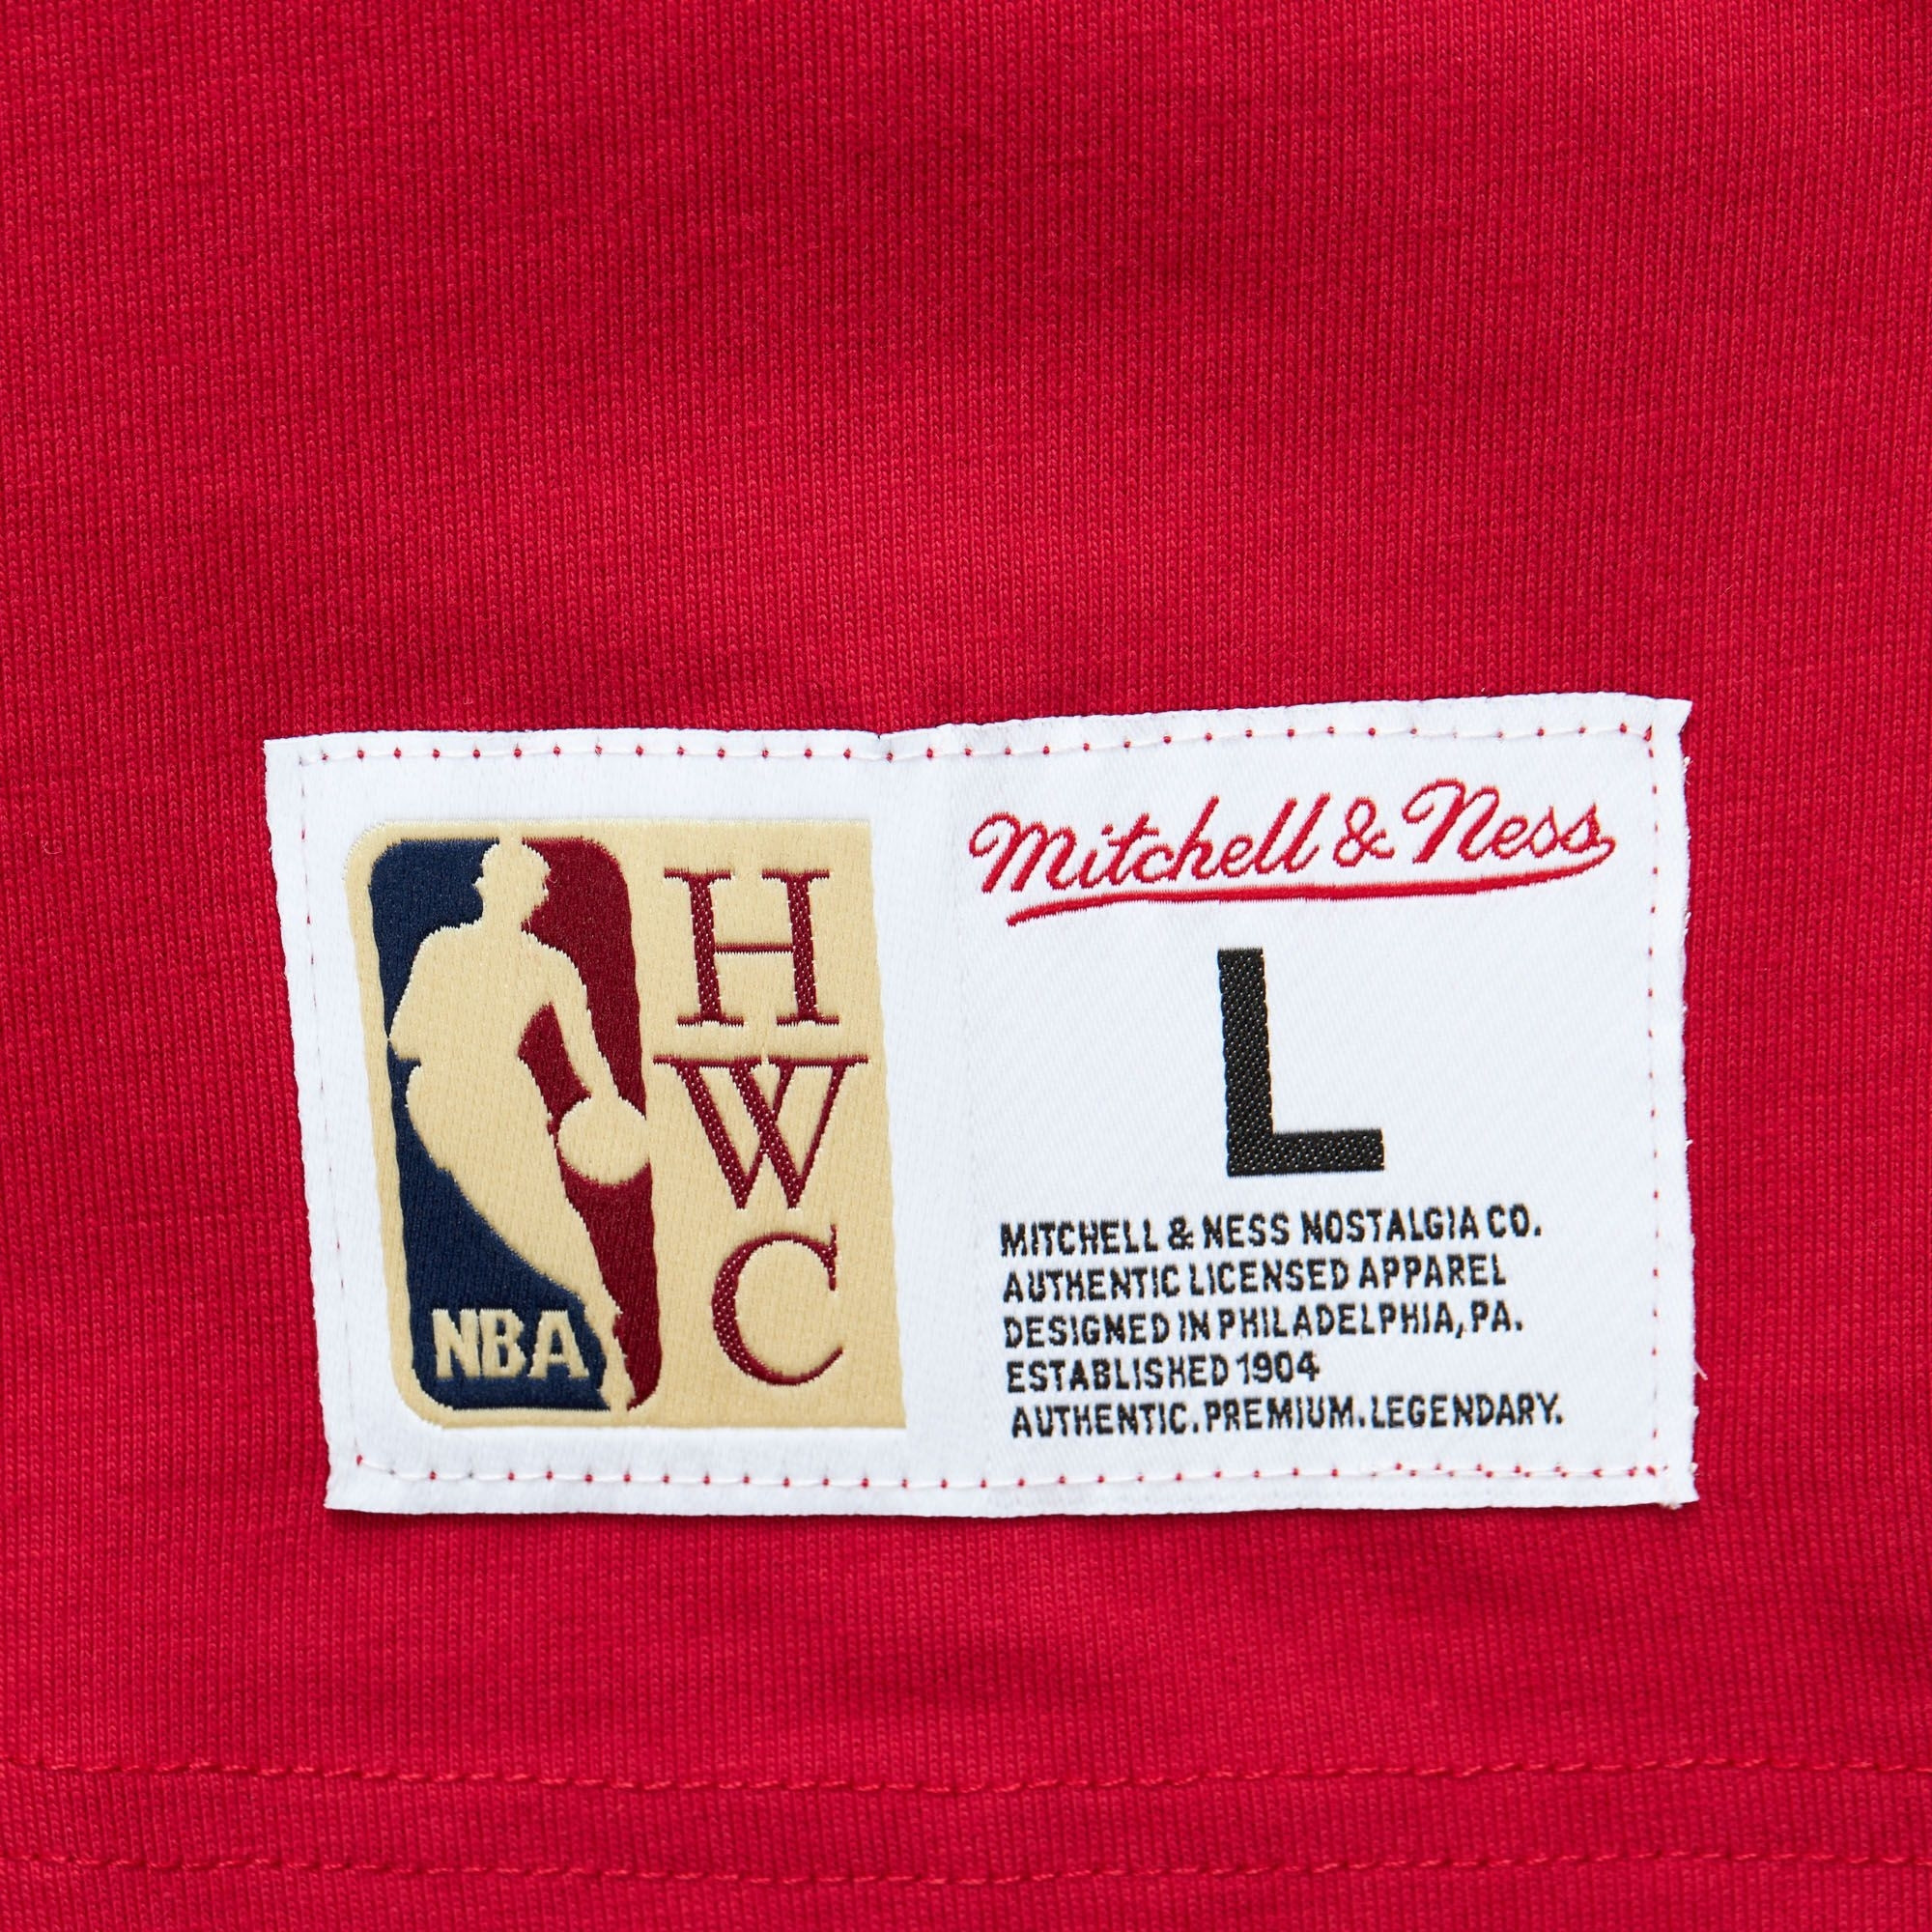 NBA
H
W
C
Mitchell & Ness
L
MITCHELL & NESS NOSTALGIA CO.
AUTHENTIC LICENSED APPAREL
DESIGNED IN PHILADELPHIA, PA.
ESTABLISHED 1904
AUTHENTIC. PREMIUM. LEGENDARY.